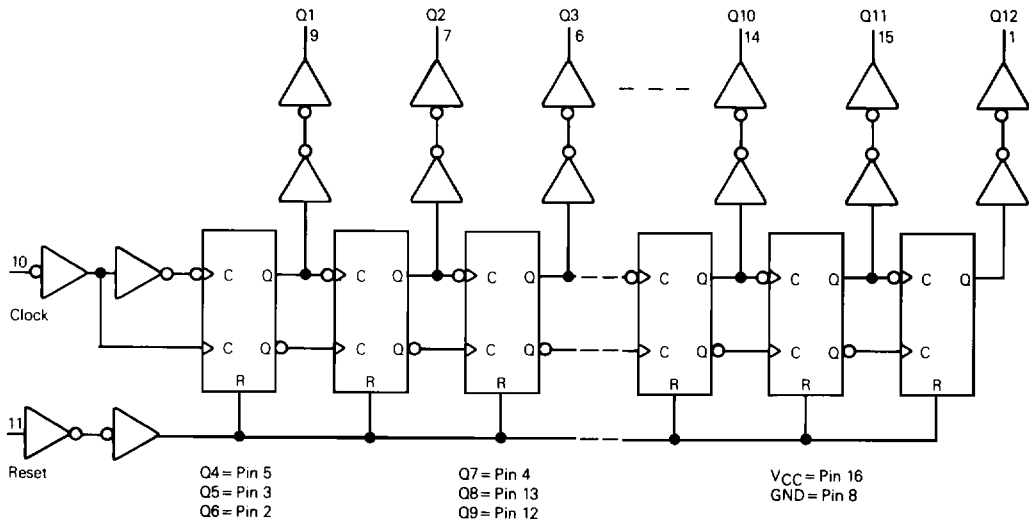 Q1 Q2 Q3 Q10 Q11 Q12
9 7 6 14 15 1
10 C Q C Q C Q C Q C Q C Q
Clock
C Q C Q C Q C Q C Q C
R R R R R R
11
Reset
Q4 = Pin 5 Q7 = Pin 4 VCC = Pin 16
Q5 = Pin 3 Q8 = Pin 13 GND = Pin 8
Q6 = Pin 2 Q9 = Pin 12